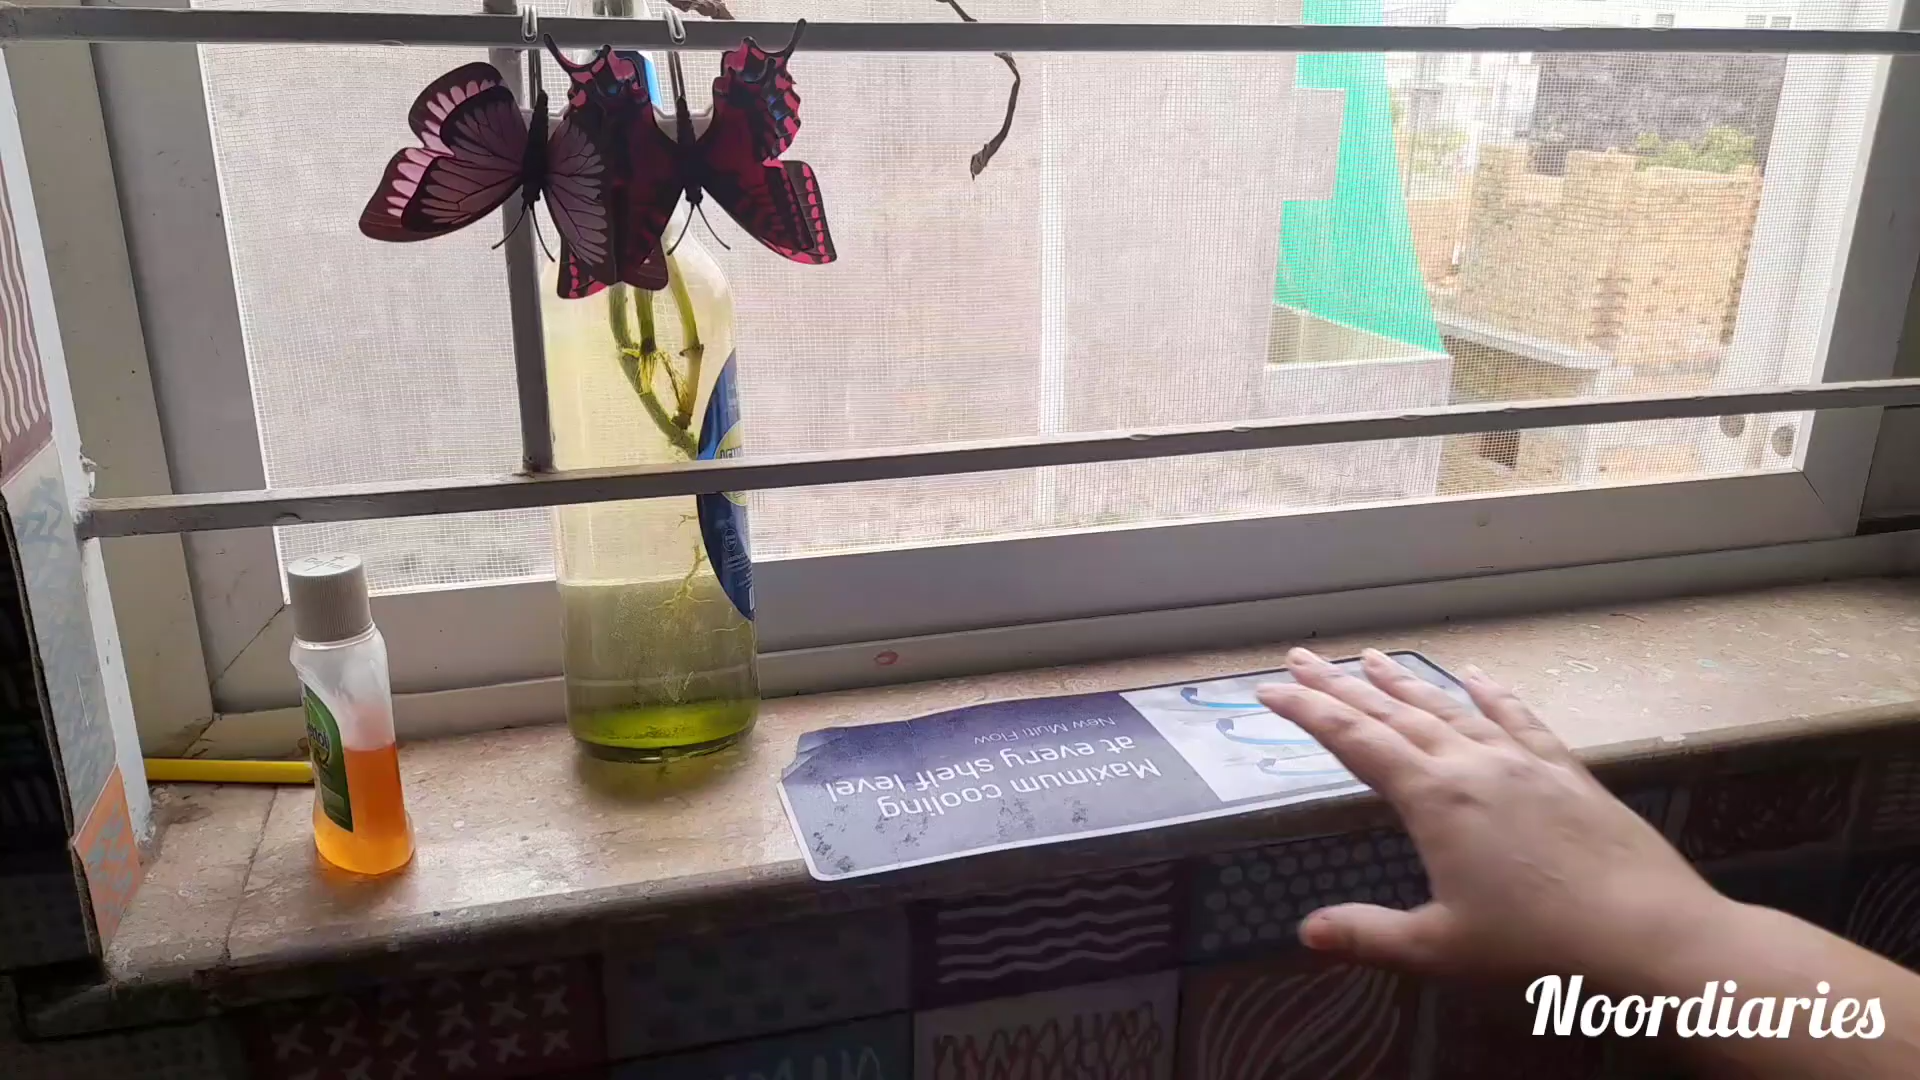 Maximum cooling
at every shelf level
New Multi Flow
Noordiaries